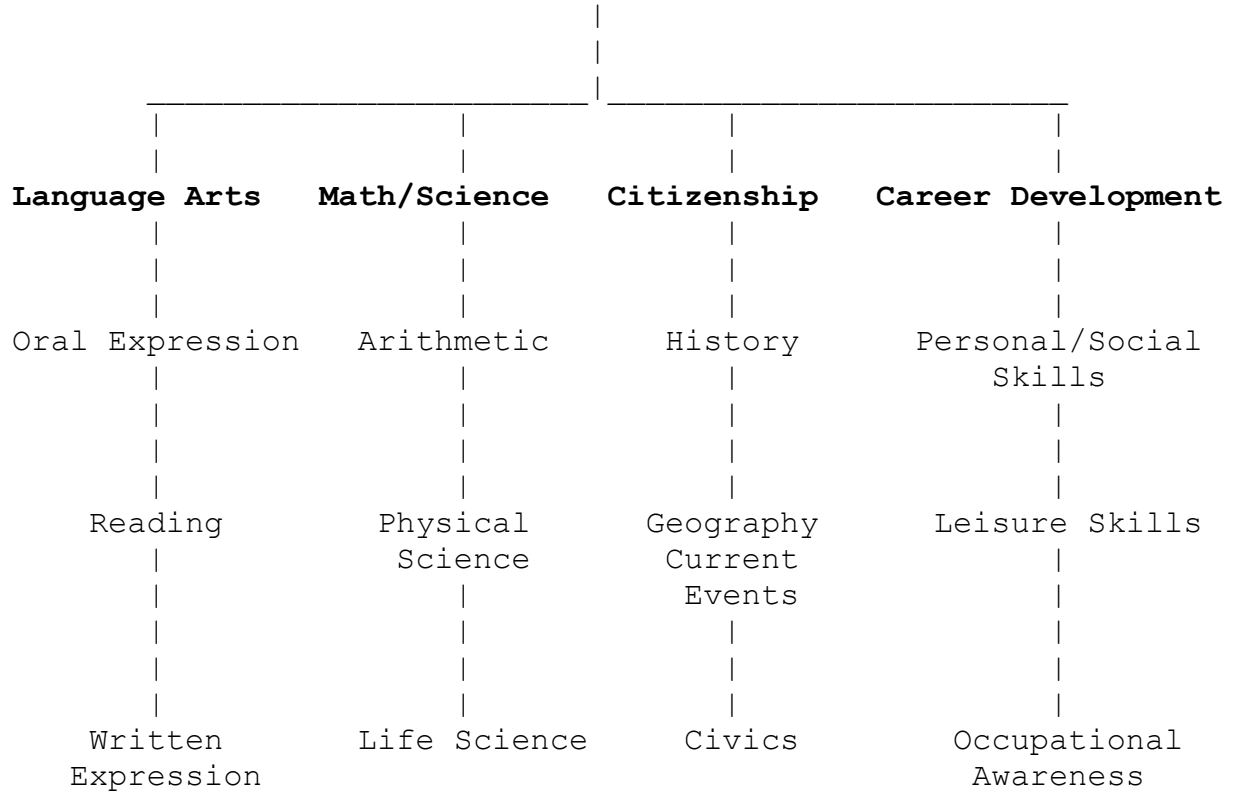 Language Arts Math/Science Citizenship Career Development
Oral Expression Arithmetic History Personal/Social
Skills
Reading Physical Geography Leisure Skills
Science Current
Events
Written Life Science Civics Occupational
Expression Awareness